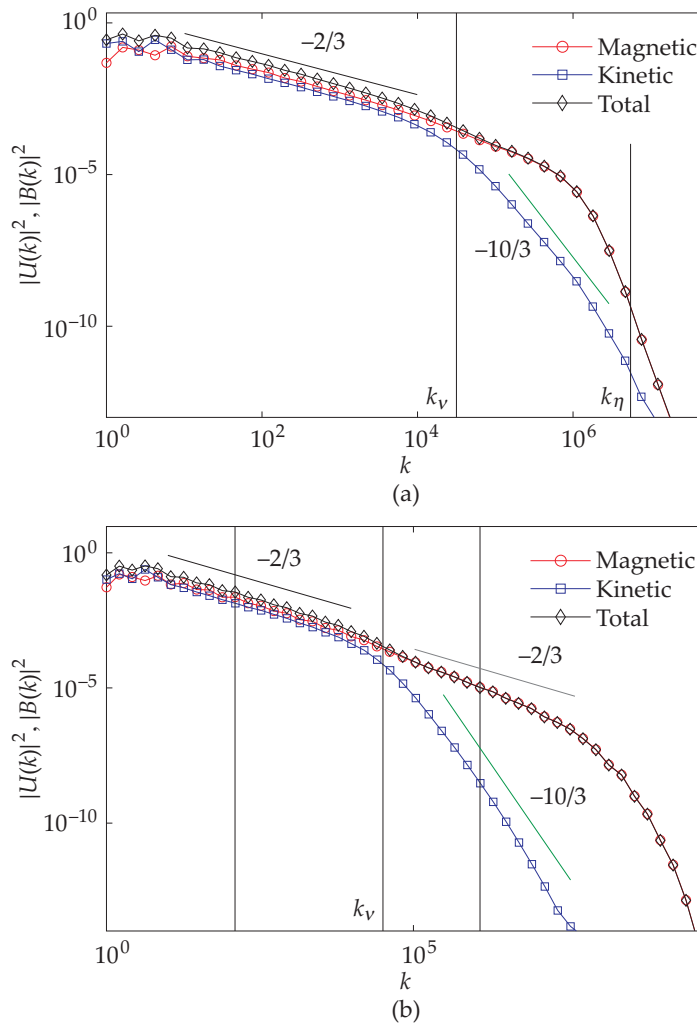 10^0
−2/3
Magnetic
Kinetic
Total
10^−5
|U(k)|^2, |B(k)|^2
−10/3
10^−10
k_ν
k_η
10^0
10^2
10^4
10^6
k
(a)
10^0
−2/3
Magnetic
Kinetic
Total
−2/3
10^−5
|U(k)|^2, |B(k)|^2
−10/3
10^−10
k_ν
10^0
10^5
k
(b)